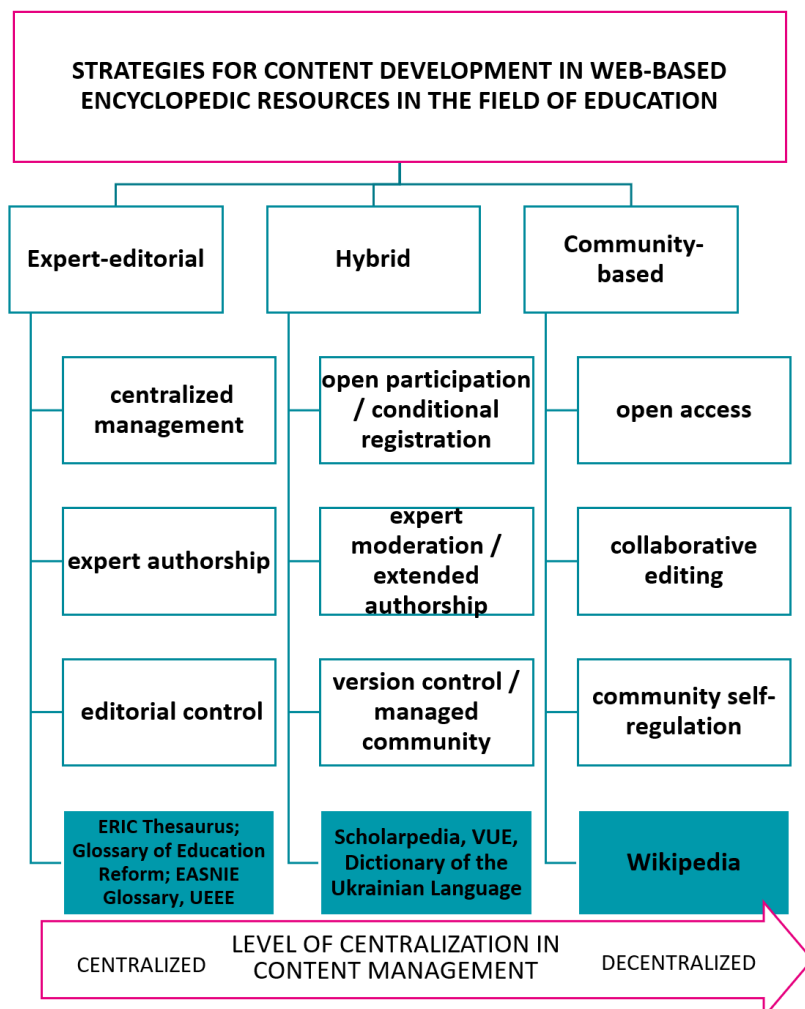 STRATEGIES FOR CONTENT DEVELOPMENT IN WEB-BASED
ENCYCLOPEDIC RESOURCES IN THE FIELD OF EDUCATION
Expert-editorial
centralized
management
expert authorship
editorial control
ERIC Thesaurus;
Glossary of Education
Reform; EASNIE
Glossary, UEEE
Hybrid
open participation
/ conditional
registration
expert
moderation /
extended
authorship
version control /
managed
community
Scholarpedia, VUE,
Dictionary of the
Ukrainian Language
Community-
based
open access
collaborative
editing
community self-
regulation
Wikipedia
CENTRALIZED
LEVEL OF CENTRALIZATION IN
CONTENT MANAGEMENT
DECENTRALIZED